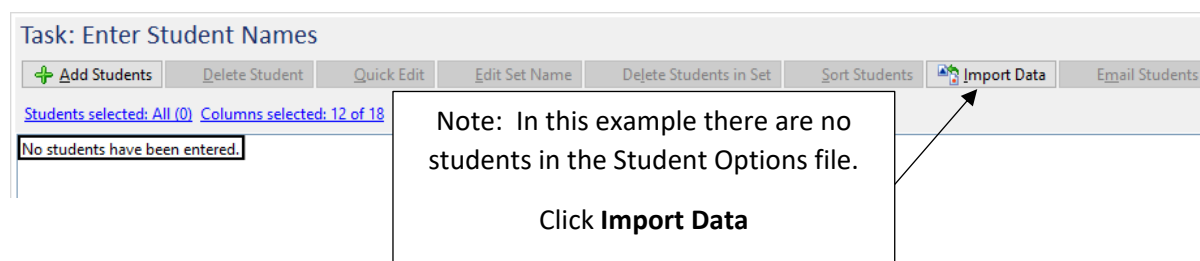 Task: Enter Student Names
Add Students Delete Student Quick Edit Edit Set Name Delete Students in Set Sort Students Import Data Email Students
Students selected: All (0) Columns selected: 12 of 18
No students have been entered.
Note: In this example there are no
students in the Student Options file.
Click Import Data